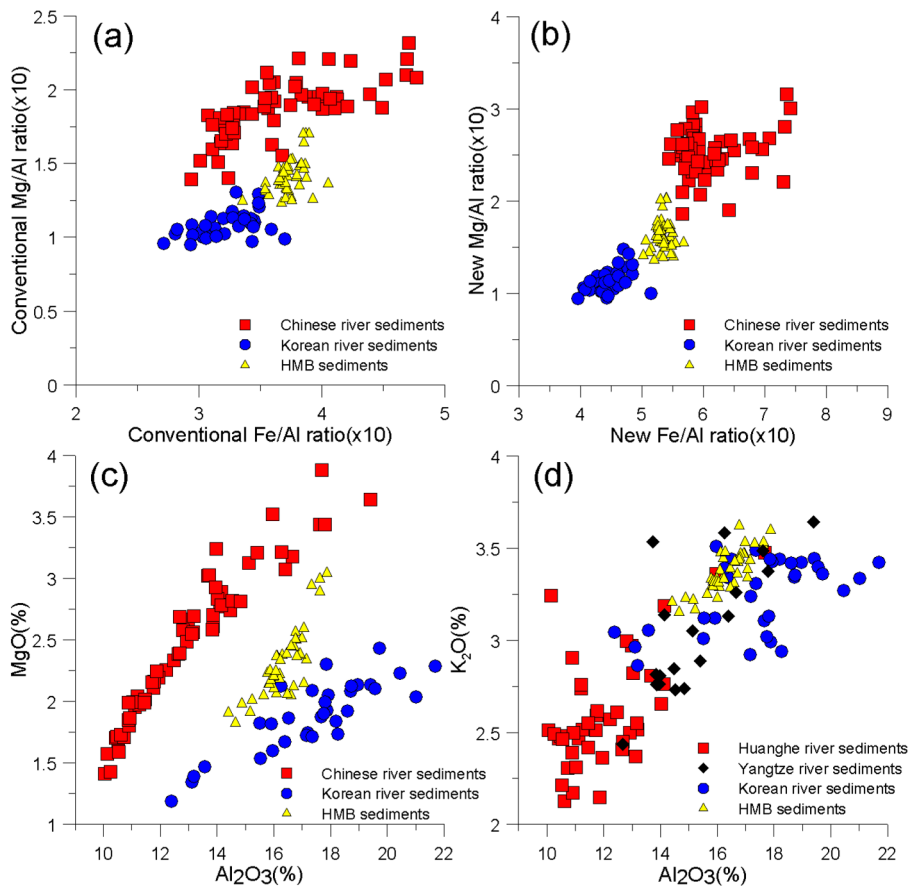 (a)
2.5
2
1.5
1
0.5
0
Conventional Mg/Al ratio(x10)
Chinese river sediments
Korean river sediments
HMB sediments
2 3 4 5
Conventional Fe/Al ratio(x10)
(b)
4
3
2
1
0
New Mg/Al ratio(x10)
Chinese river sediments
Korean river sediments
HMB sediments
3 4 5 6 7 8 9
New Fe/Al ratio(x10)
(c)
4
3.5
3
2.5
2
1.5
1
MgO(%)
Chinese river sediments
Korean river sediments
HMB sediments
10 12 14 16 18 20 22
Al2O3(%)
(d)
4
3.5
3
2.5
2
K2O(%)
Huanghe river sediments
Yangtze river sediments
Korean river sediments
HMB sediments
10 12 14 16 18 20 22
Al2O3(%)